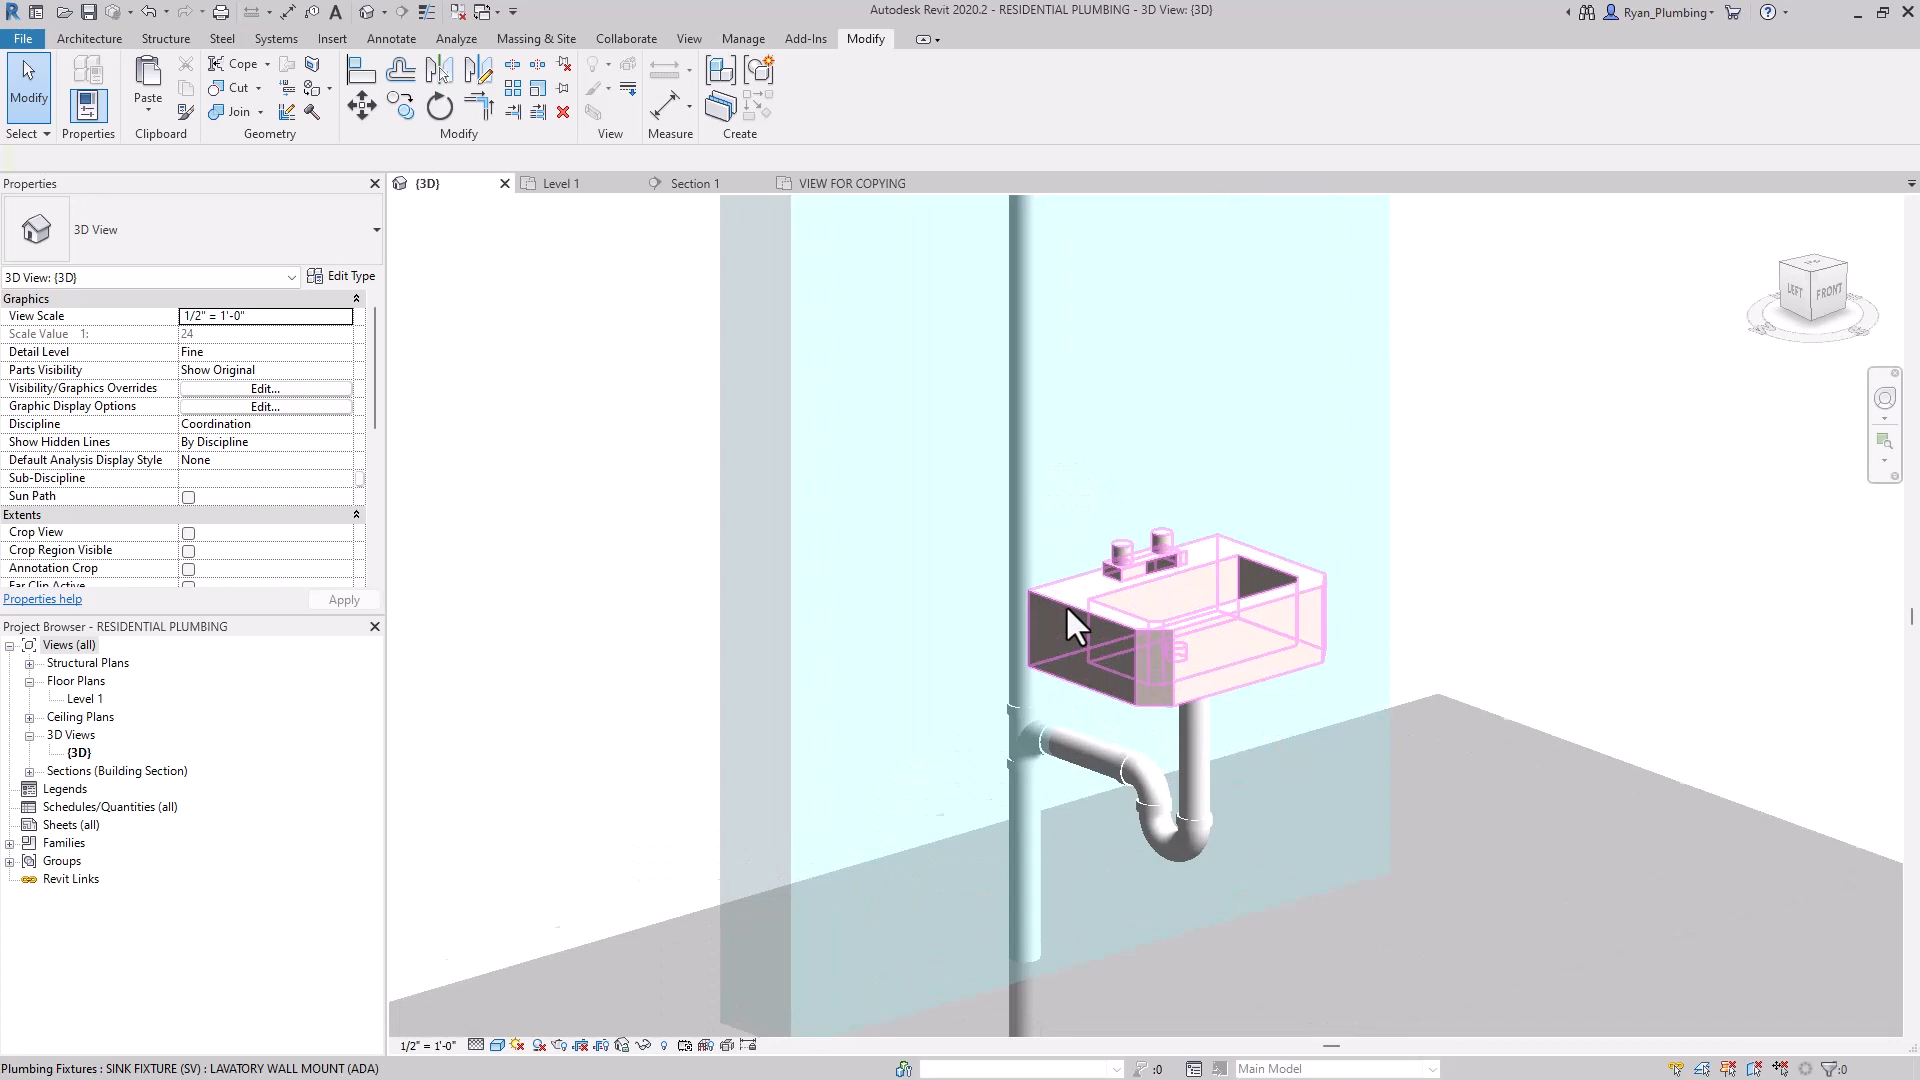 Autodesk Revit 2020.2 - RESIDENTIAL PLUMBING - 3D View: {3D}
Ryan_Plumbing
File Architecture Structure Steel Systems Insert Annotate Analyze Massing & Site Collaborate View Manage Add-Ins Modify
Modify
Paste
Cope
Cut
Join
Select Properties Clipboard Geometry Modify View Measure Create
Properties
{3D} Level 1 Section 1 VIEW FOR COPYING
3D View
3D View: {3D} Edit Type
Graphics
View Scale 1/2" = 1'-0"
Scale Value 1: 24
Detail Level Fine
Parts Visibility Show Original
Visibility/Graphics Overrides Edit...
Graphic Display Options Edit...
Discipline Coordination
Show Hidden Lines By Discipline
Default Analysis Display Style None
Sub-Discipline
Sun Path
Extents
Crop View
Crop Region Visible
Annotation Crop
Far Clip Active
Properties help Apply
Project Browser - RESIDENTIAL PLUMBING
Views (all)
Structural Plans
Floor Plans
Level 1
Ceiling Plans
3D Views
{3D}
Sections (Building Section)
Legends
Schedules/Quantities (all)
Sheets (all)
Families
Groups
Revit Links
LEFT FRONT
1/2" = 1'-0"
Plumbing Fixtures : SINK FIXTURE (SV) : LAVATORY WALL MOUNT (ADA) :0 Main Model :0